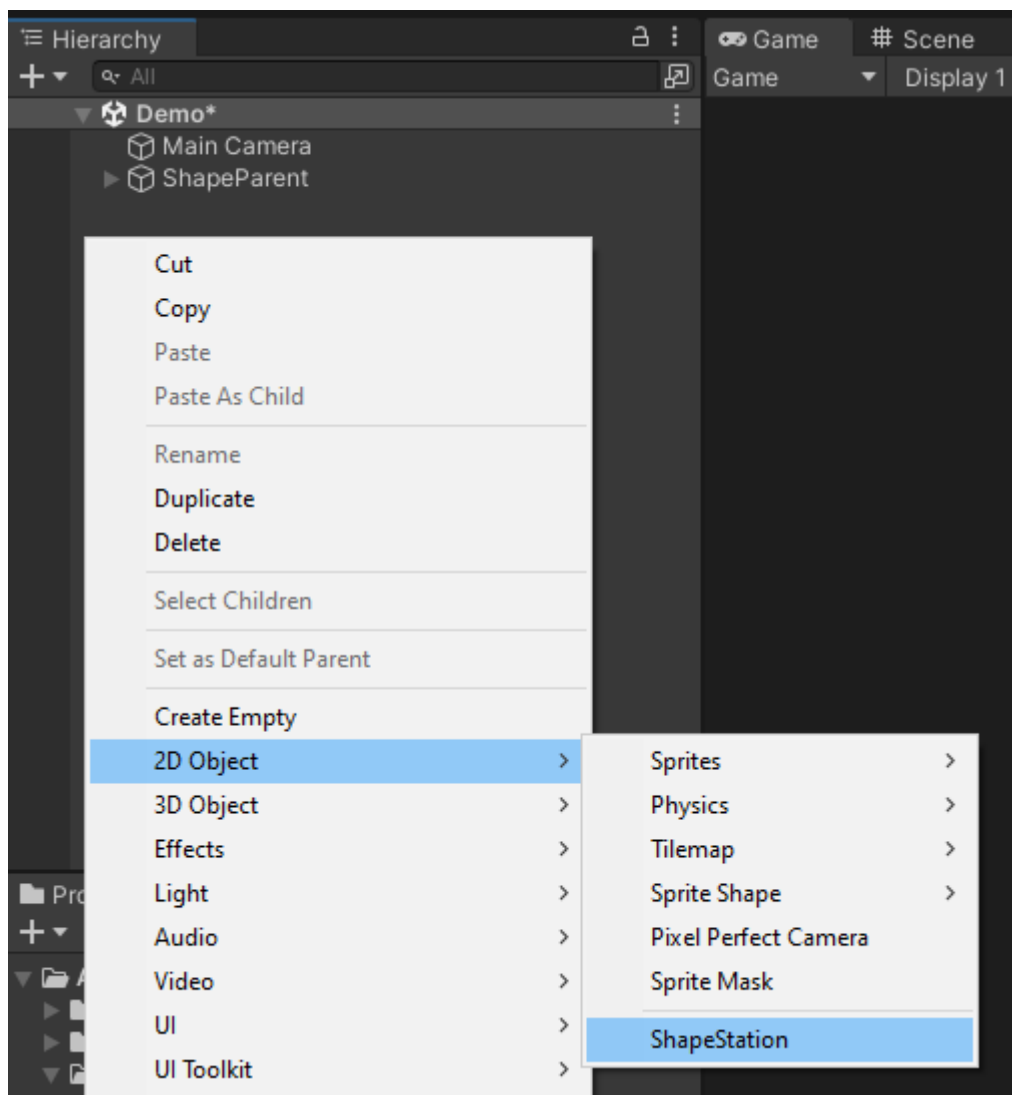 Hierarchy
Game
Scene
All
Game
Display 1
Demo*
Main Camera
ShapeParent
Cut
Copy
Paste
Paste As Child
Rename
Duplicate
Delete
Select Children
Set as Default Parent
Create Empty
2D Object
3D Object
Effects
Light
Audio
Video
UI
UI Toolkit
Sprites
Physics
Tilemap
Sprite Shape
Pixel Perfect Camera
Sprite Mask
ShapeStation